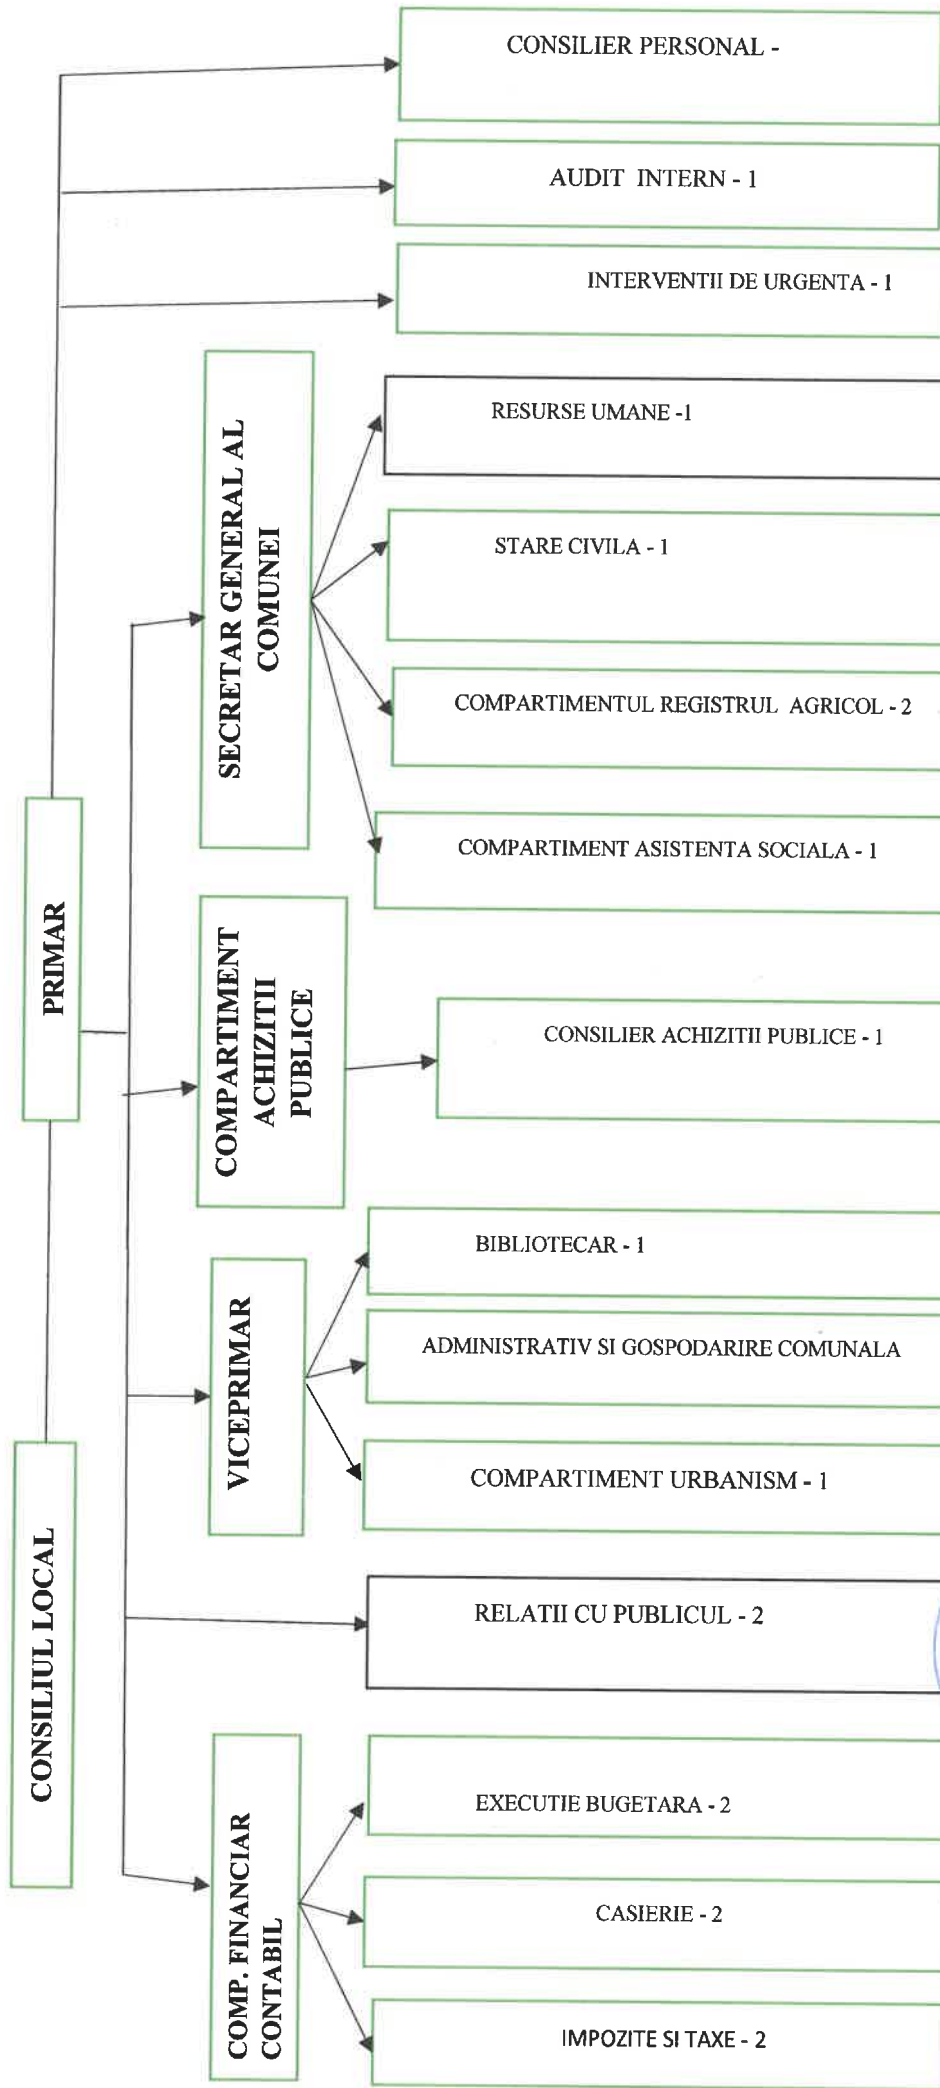 CONSILIER PERSONAL -
AUDIT INTERN - 1
INTERVENTII DE URGENTA - 1
SECRETAR GENERAL AL
COMUNEI
RESURSE UMANE -1
STARE CIVILA - 1
COMPARTIMENTUL REGISTRUL AGRICOL - 2
COMPARTIMENT ASISTENTA SOCIALA - 1
PRIMAR
COMPARTIMENT
ACHIZITII
PUBLICE
CONSILIER ACHIZITII PUBLICE - 1
VICEPRIMAR
BIBLIOTECAR - 1
ADMINISTRATIV SI GOSPODARIRE COMUNALA
COMPARTIMENT URBANISM - 1
CONSILIUL LOCAL
RELATII CU PUBLICUL - 2
COMP. FINANCIAR
CONTABIL
EXECUTIE BUGETARA - 2
CASIERIE - 2
IMPOZITE SI TAXE - 2